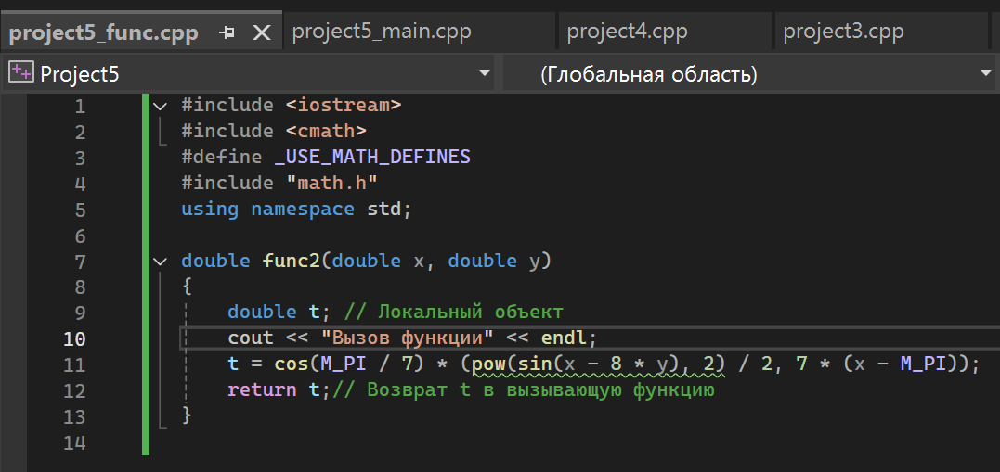 project5_func.cpp project5_main.cpp project4.cpp project3.cpp
Project5 (Глобальная область)
1 #include <iostream>
2 #include <cmath>
3 #define _USE_MATH_DEFINES
4 #include "math.h"
5 using namespace std;
6
7 double func2(double x, double y)
8 {
9 double t; // Локальный объект
10 cout << "Вызов функции" << endl;
11 t = cos(M_PI / 7) * (pow(sin(x - 8 * y), 2) / 2, 7 * (x - M_PI));
12 return t;// Возврат t в вызывающую функцию
13 }
14